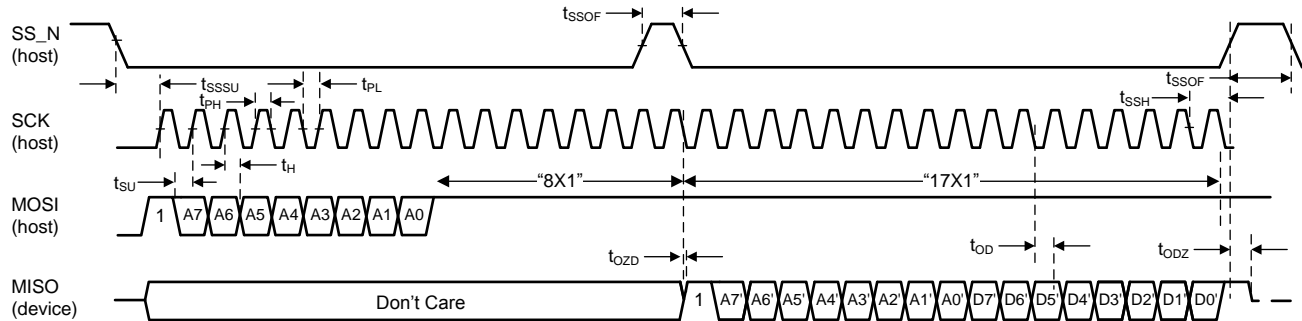 tSSOF
SS_N
(host)
tSSSU
tPL
tSSOF
tPH
tSSH
SCK
(host)
tH
tSU
“8X1”
“17X1”
MOSI
(host)
1 A7 A6 A5 A4 A3 A2 A1 A0
tOZD
tOD
tODZ
MISO
(device)
Don’t Care
1 A7' A6' A5' A4' A3' A2' A1' A0' D7' D6' D5' D4' D3' D2' D1' D0'